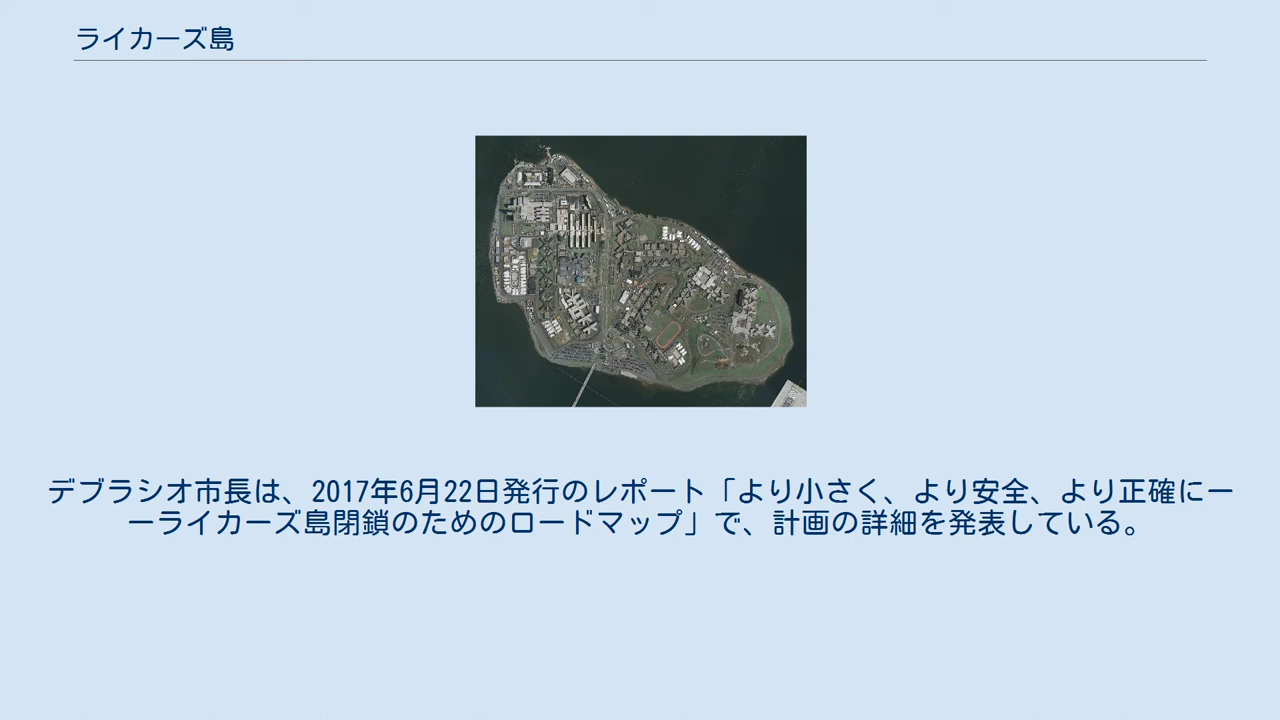 ライカーズ島
デブラシオ市長は、2017年6月22日発行のレポート「より小さく、より安全、より正確に―
―ライカーズ島閉鎖のためのロードマップ」で、計画の詳細を発表している。